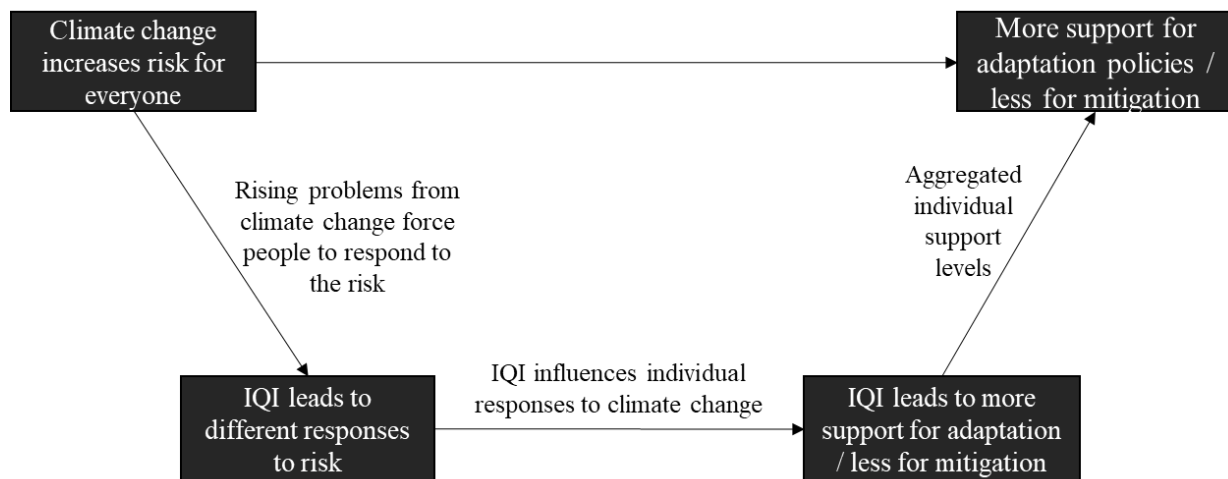 Climate change
increases risk for
everyone
More support for
adaptation policies /
less for mitigation
Rising problems from
climate change force
people to respond to
the risk
Aggregated
individual
support
levels
IQI leads to
different responses
to risk
IQI influences individual
responses to climate change
IQI leads to more
support for adaptation
/ less for mitigation